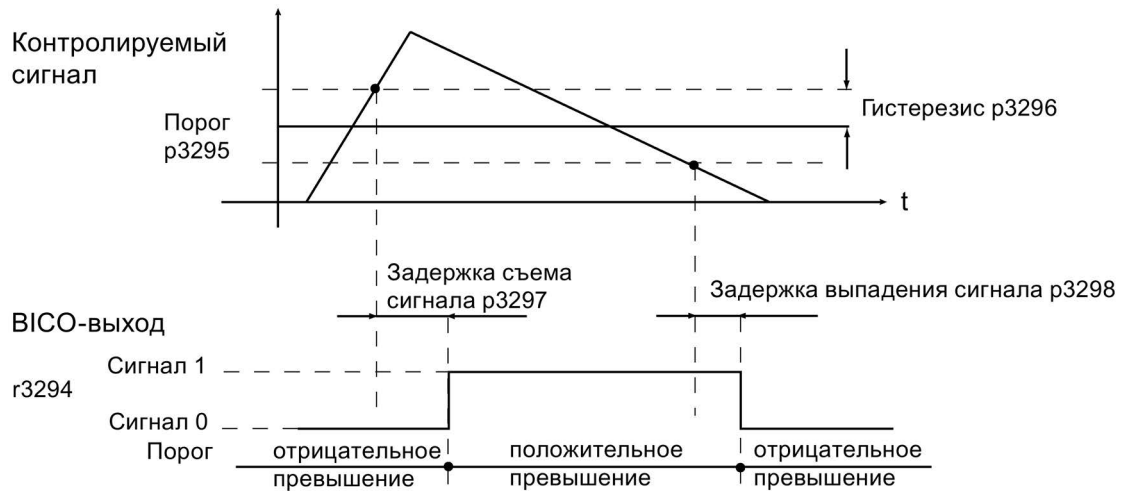 Контролируемый
сигнал
Порог
p3295
Гистерезис p3296
t
Задержка съема
сигнала p3297
Задержка выпадения сигнала p3298
BICO-выход
Сигнал 1
r3294
Сигнал 0
Порог
отрицательное
превышение
положительное
превышение
отрицательное
превышение